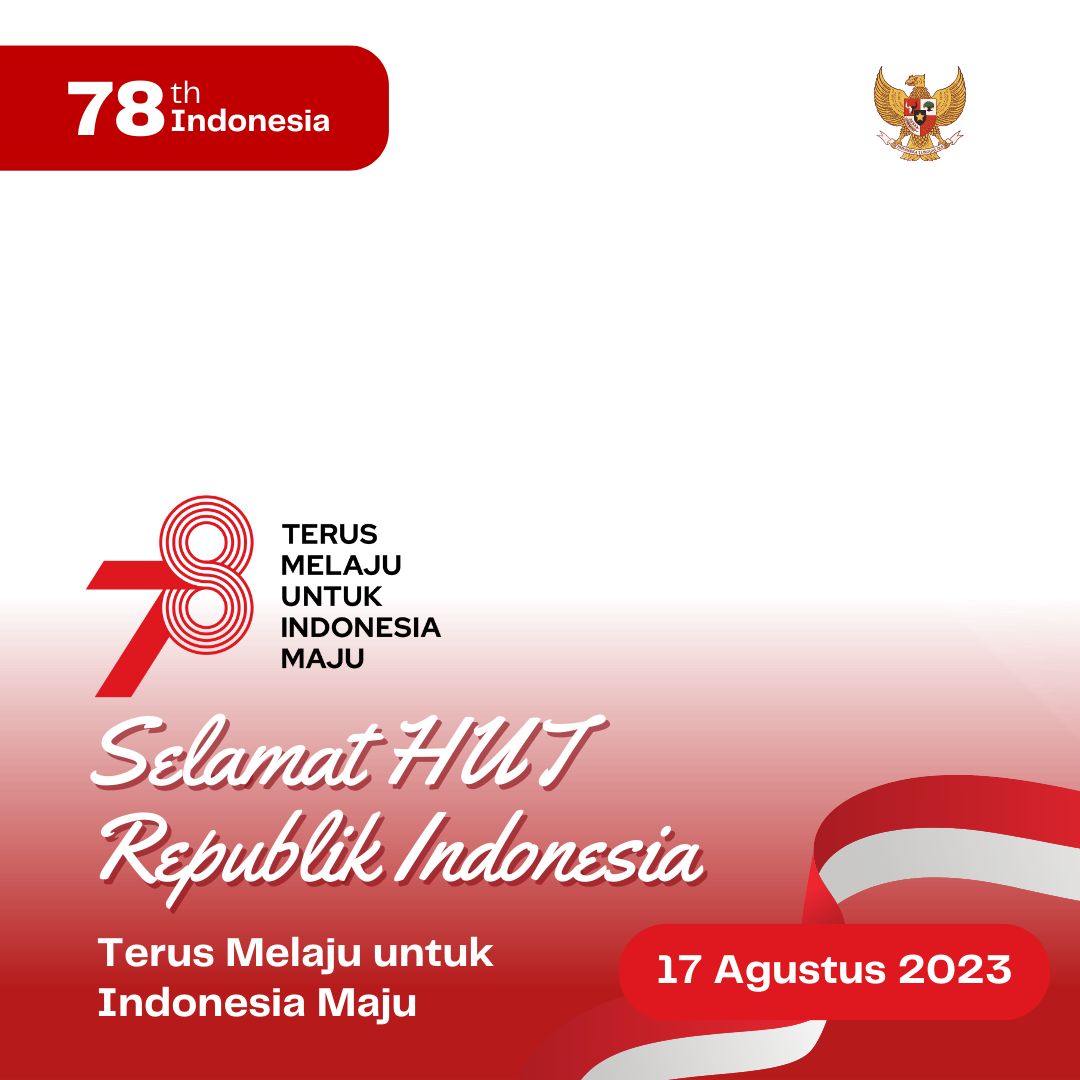 78th
Indonesia
78
TERUS
MELAJU
UNTUK
INDONESIA
MAJU
Selamat HUT
Republik Indonesia
Terus Melaju untuk
Indonesia Maju
17 Agustus 2023